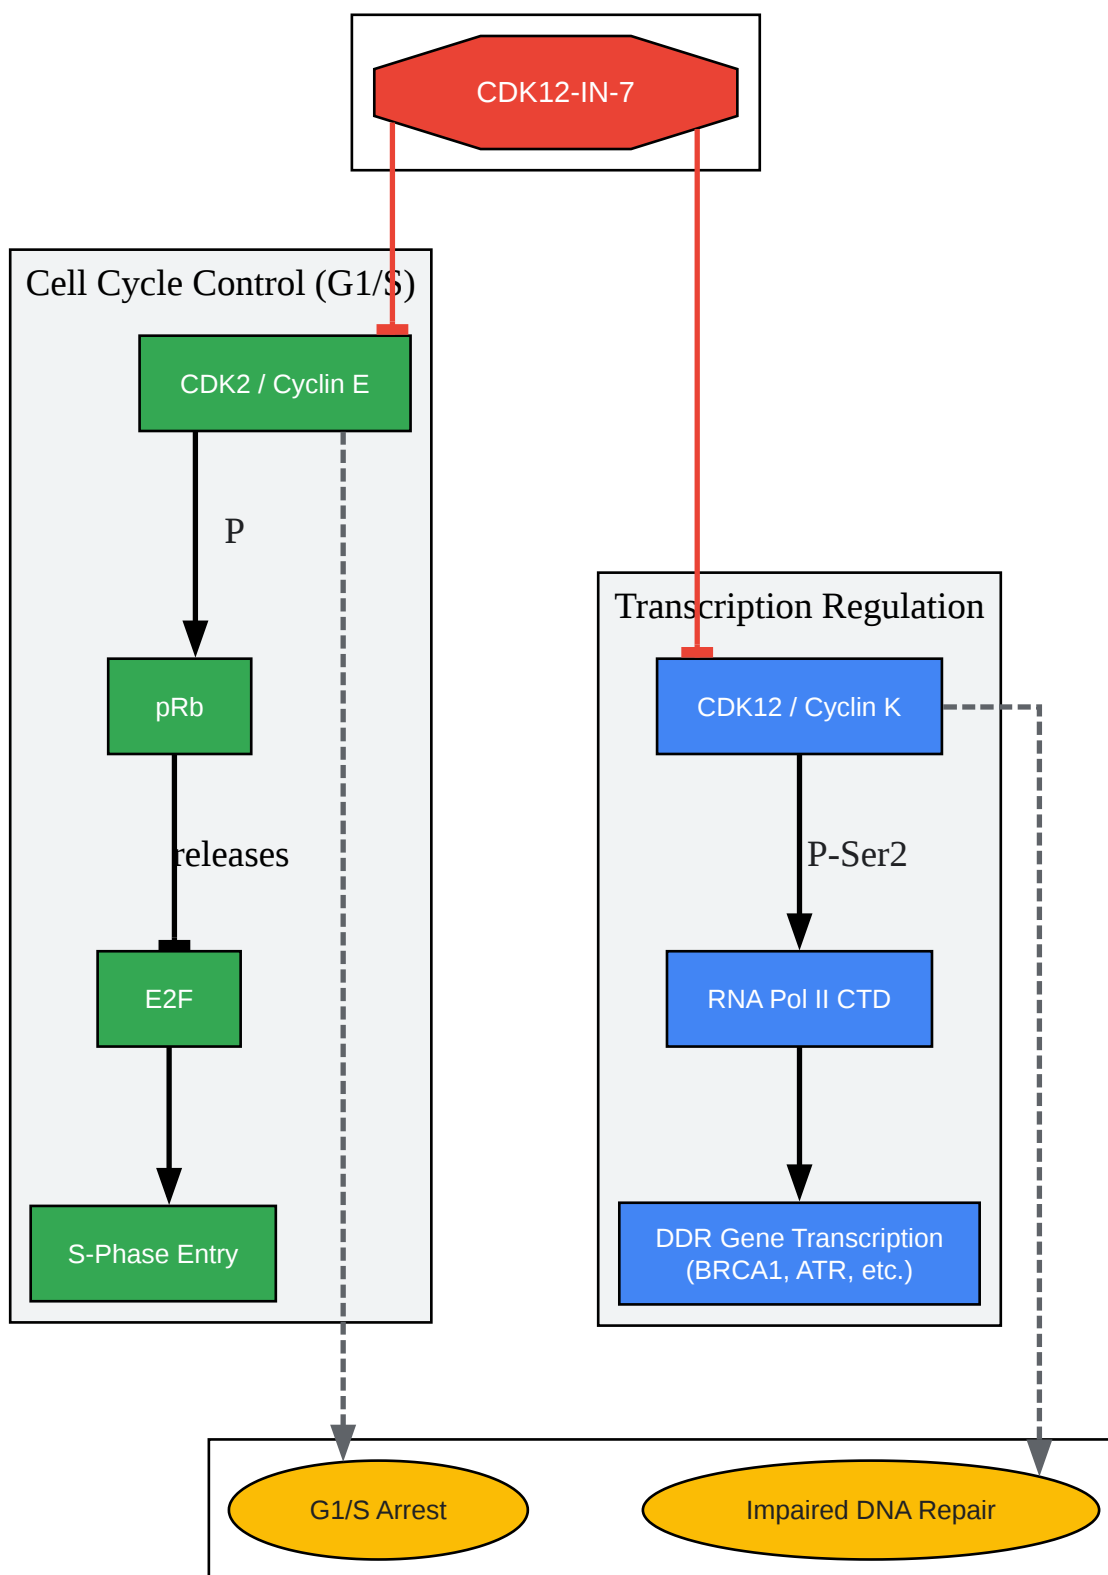 CDK12-IN-7
Cell Cycle Control (G1/S)
CDK2 / Cyclin E
P
pRb
releases
E2F
S-Phase Entry
Transcription Regulation
CDK12 / Cyclin K
P-Ser2
RNA Pol II CTD
DDR Gene Transcription
(BRCA1, ATR, etc.)
G1/S Arrest
Impaired DNA Repair